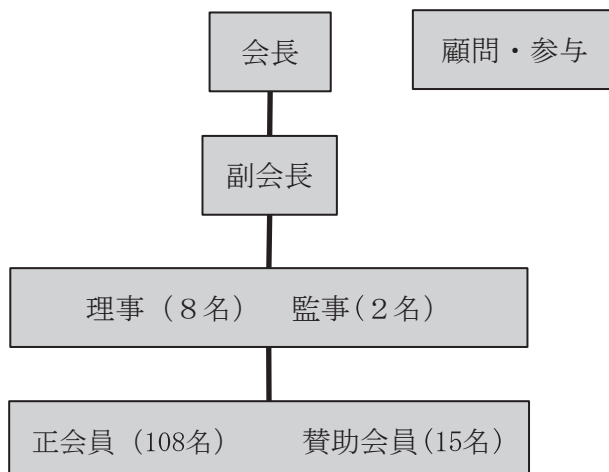 会長
顧問・参与
副会長
理事（８名）　監事（２名）
正会員（108名）　賛助会員（15名）